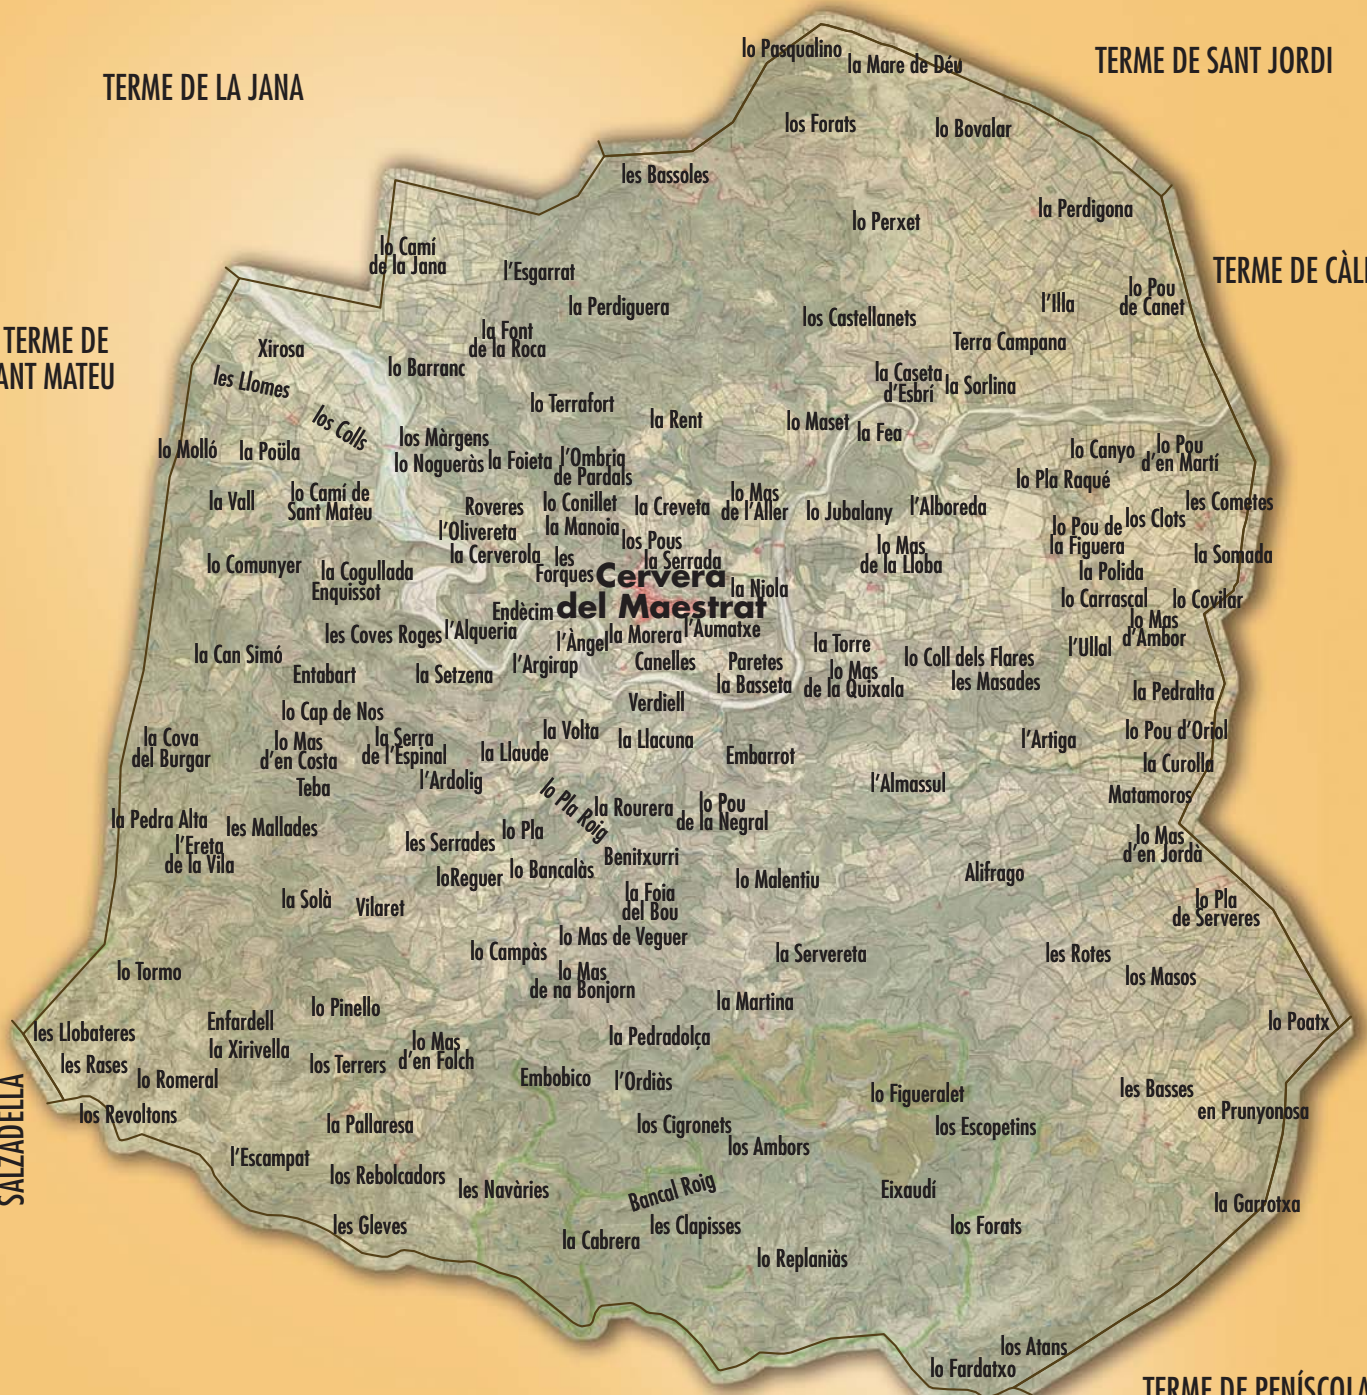 lo Pasqualino
la Mare de Déu
TERME DE SANT JORDI
TERME DE LA JANA
los Forats
lo Bovalar
les Bassoles
la Perdigona
lo Perxet
lo Camí
de la Jana
l'Esgarrat
TERME DE CÀLI
la Perdiguera
l'Illa
lo Pou
de Canet
los Castellanets
TERME DE
ANT MATEU
Xirosa
la Font
de la Roca
Terra Campana
lo Barranc
les Llomes
la Caseta
d'Esbrí
la Sorlina
lo Terrafort
los Colls
la Rent
lo Maset
la Fea
lo Molló
la Poüla
los Màrgens
lo Nogueràs
la Foieta
l'Ombria
de Pardals
lo Canyo
lo Pou
d'en Martí
lo Pla Raqué
la Vall
lo Camí de
Sant Mateu
Roveres
lo Conillet
la Creveta
lo Mas
de l'Aller
lo Jubalany
l'Alboreda
les Cometes
l'Olivereta
la Manoia
los Pous
lo Pou de
la Figuera
los Clots
lo Comunyer
la Cogullada
la Cerverola
les
Forques
la Serrada
lo Mas
de la Lloba
la Somada
la Polida
Enquissot
Cervera
del Maestrat
la Niola
lo Carrascal
lo Covilar
Endècim
les Coves Roges
l'Alqueria
l'Àngel
la Morera
l'Aumatxe
la Torre
l'Ullal
lo Mas
d'Ambor
la Can Simó
Entabart
la Setzena
l'Argirap
Canelles
Paretes
la Basseta
lo Mas
de la Quixala
lo Coll dels Flares
les Masades
la Pedralta
Verdiell
lo Cap de Nos
la Cova
del Burgar
lo Mas
d'en Costa
la Serra
de l'Espinal
la Llaude
la Volta
la Llacuna
Embarrot
l'Artiga
lo Pou d'Oriol
la Curolla
Teba
l'Ardolig
l'Almassul
Matamoros
la Pedra Alta
les Mallades
lo Pla Roig
la Rourera
lo Pou
de la Negral
l'Ereta
de la Vila
les Serrades
lo Pla
lo Mas
d'en Jordà
loReguer
lo Bancalàs
Benitxurri
lo Malentiu
Alifrago
la Solà
Vilaret
la Foia
del Bou
lo Pla
de Serveres
lo Campàs
lo Mas de Veguer
la Servereta
les Rotes
lo Tormo
lo Mas
de na Bonjorn
los Masos
la Martina
Enfardell
lo Pinello
les Llobateres
la Xirivella
la Pedradolça
lo Poatx
les Rases
lo Romeral
los Terrers
lo Mas
d'en Folch
Embobico
l'Ordiàs
lo Figueralet
les Basses
SALZADELLA
los Revoltons
la Pallaresa
los Cigronets
los Ambors
los Escopetins
en Prunyonosa
l'Escampat
los Rebolcadors
les Navàries
Bancal Roig
Eixaudí
la Garrotxa
les Gleves
la Cabrera
les Clapisses
los Forats
lo Replaniàs
los Atans
lo Fardatxo
TERME DE PENÍSCOLA